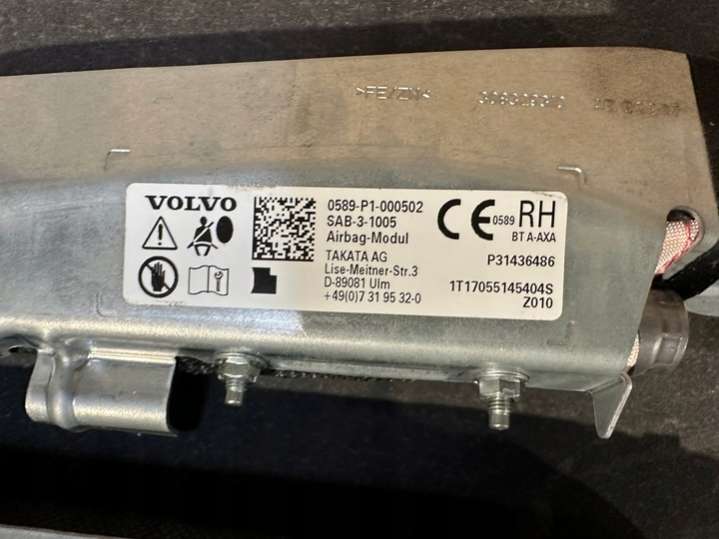 >FE/ZN<
VOLVO
0589-P1-000502
SAB-3-1005
Airbag-Modul
TAKATA AG
Lise-Meitner-Str.3
D-89081 Ulm
+49(0)7 31 95 32-0
CE 0589 RH
BT A-AXA
P31436486
1T17055145404S
Z010